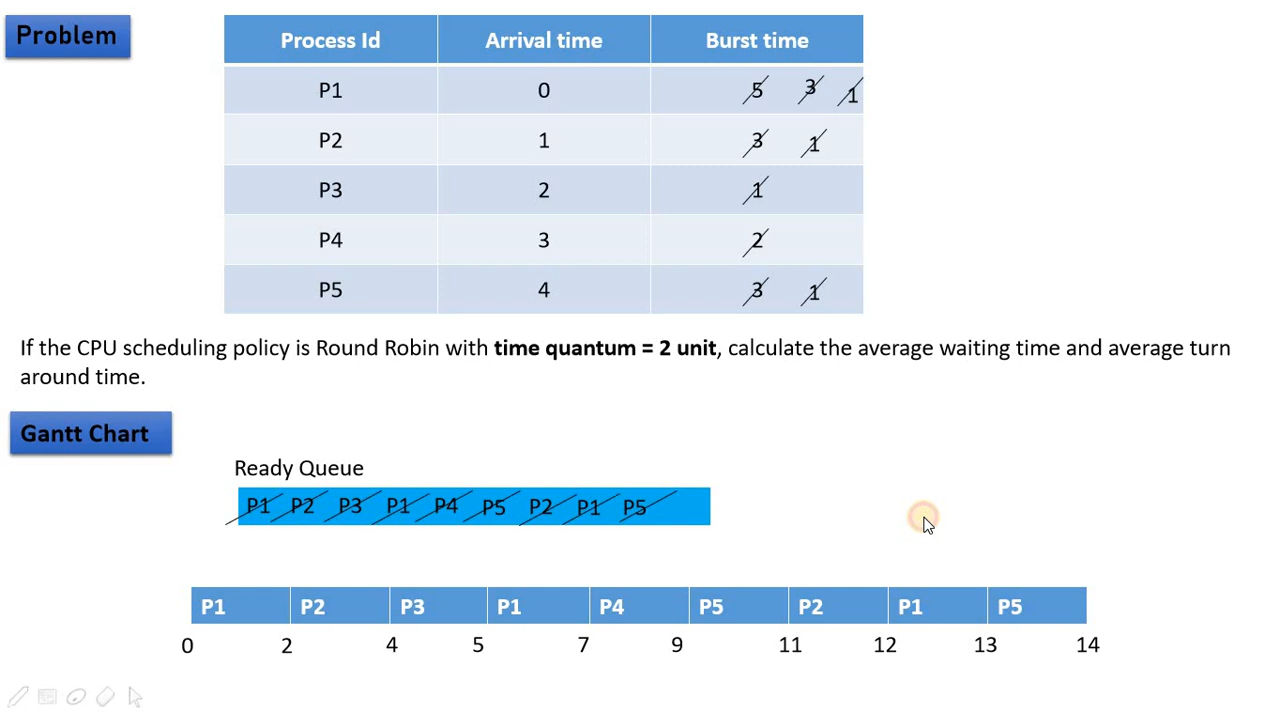 Problem
Process Id Arrival time Burst time
P1 0 5 3 1
P2 1 3 1
P3 2 1
P4 3 2
P5 4 3 1
If the CPU scheduling policy is Round Robin with time quantum = 2 unit, calculate the average waiting time and average turn
around time.
Gantt Chart
Ready Queue
P1 P2 P3 P1 P4 P5 P2 P1 P5
P1 P2 P3 P1 P4 P5 P2 P1 P5
0 2 4 5 7 9 11 12 13 14